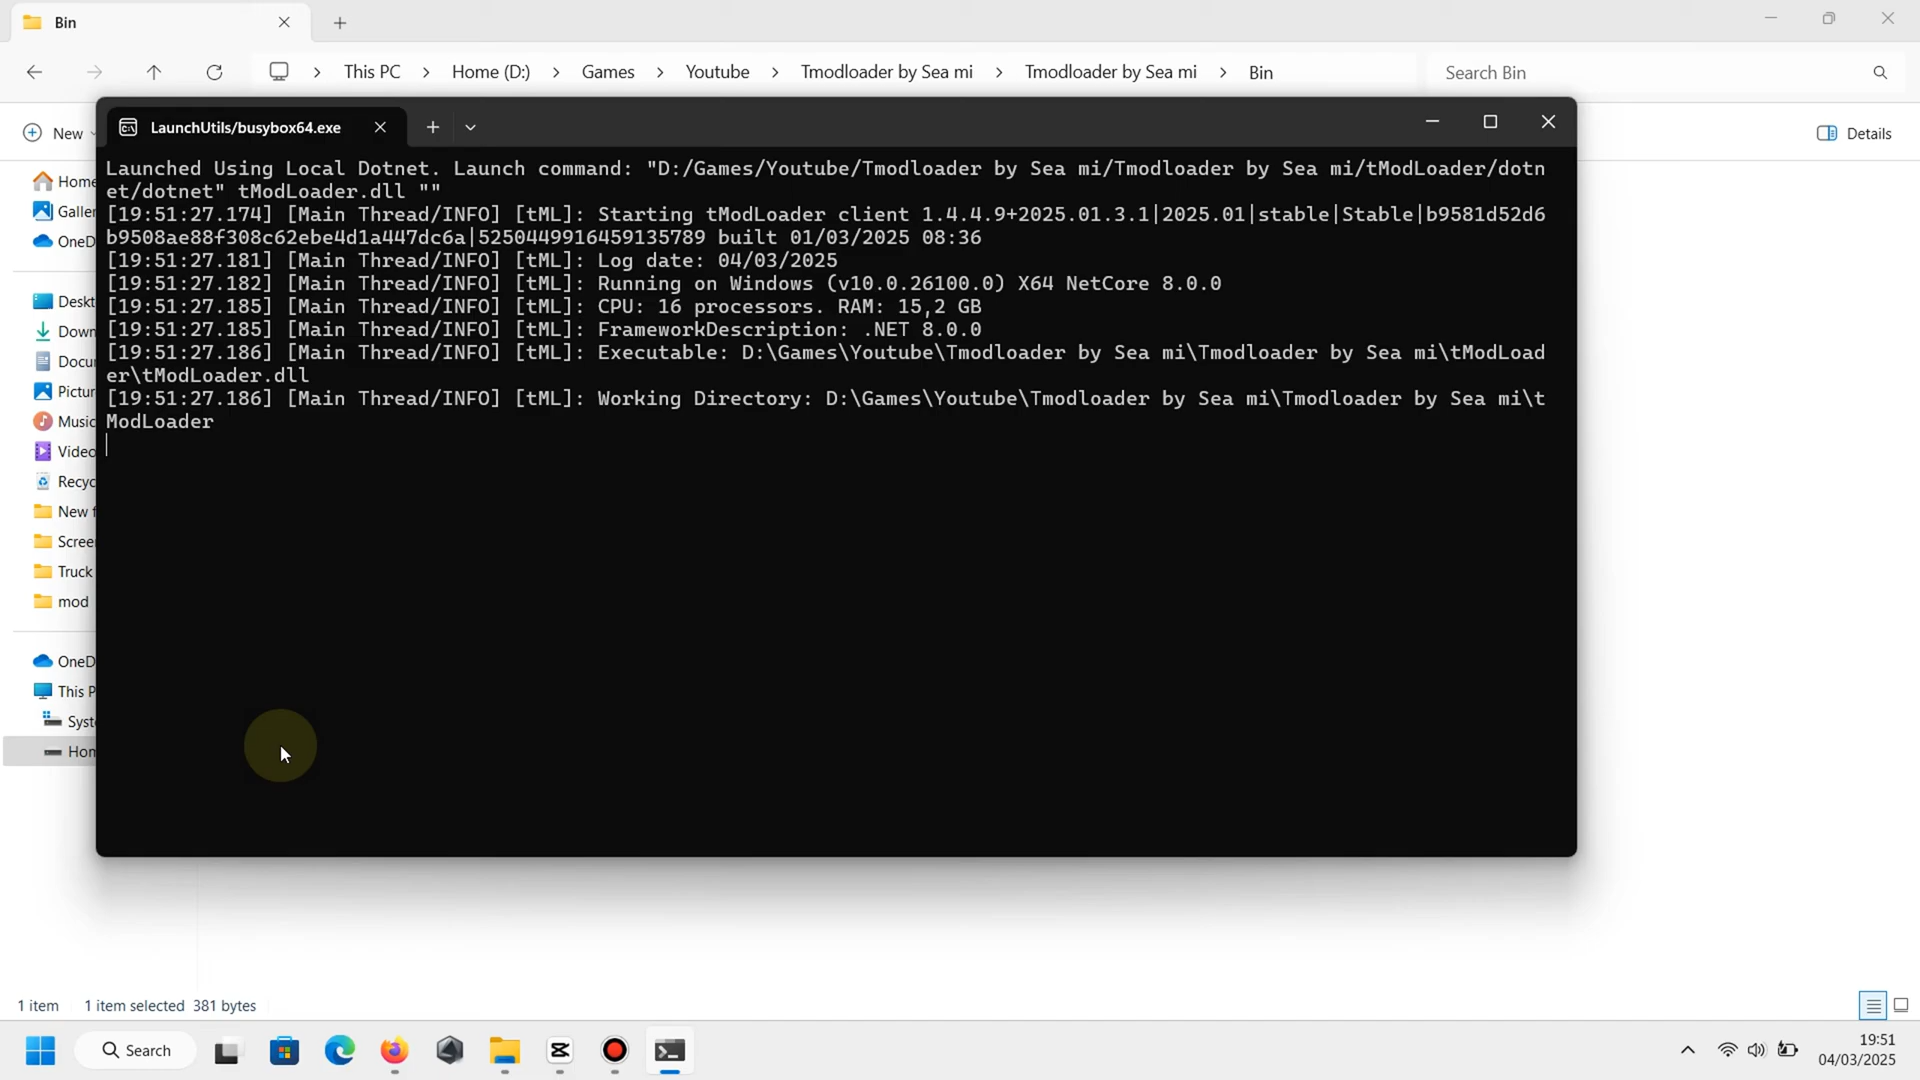 Bin
This PC > Home (D:) > Games > Youtube > Tmodloader by Sea mi > Tmodloader by Sea mi > Bin
Search Bin
New
Details
LaunchUtils/busybox64.exe
Launched Using Local Dotnet. Launch command: "D:/Games/Youtube/Tmodloader by Sea mi/Tmodloader by Sea mi/tModLoader/dotn
et/dotnet" tModLoader.dll ""
[19:51:27.174] [Main Thread/INFO] [tML]: Starting tModLoader client 1.4.4.9+2025.01.3.1|2025.01|stable|Stable|b9581d52d6
b9508ae88f308c62ebe4d1a447dc6a|5250449916459135789 built 01/03/2025 08:36
[19:51:27.181] [Main Thread/INFO] [tML]: Log date: 04/03/2025
[19:51:27.182] [Main Thread/INFO] [tML]: Running on Windows (v10.0.26100.0) X64 NetCore 8.0.0
[19:51:27.185] [Main Thread/INFO] [tML]: CPU: 16 processors. RAM: 15,2 GB
[19:51:27.185] [Main Thread/INFO] [tML]: FrameworkDescription: .NET 8.0.0
[19:51:27.186] [Main Thread/INFO] [tML]: Executable: D:\Games\Youtube\Tmodloader by Sea mi\Tmodloader by Sea mi\tModLoad
er\tModLoader.dll
[19:51:27.186] [Main Thread/INFO] [tML]: Working Directory: D:\Games\Youtube\Tmodloader by Sea mi\Tmodloader by Sea mi\t
ModLoader
Home
Galler
OneD
Deskt
Down
Docu
Pictur
Music
Video
Recyc
New f
Scree
Truck
mod
OneD
This P
Syst
Hom
1 item 1 item selected 381 bytes
Search
19:51
04/03/2025